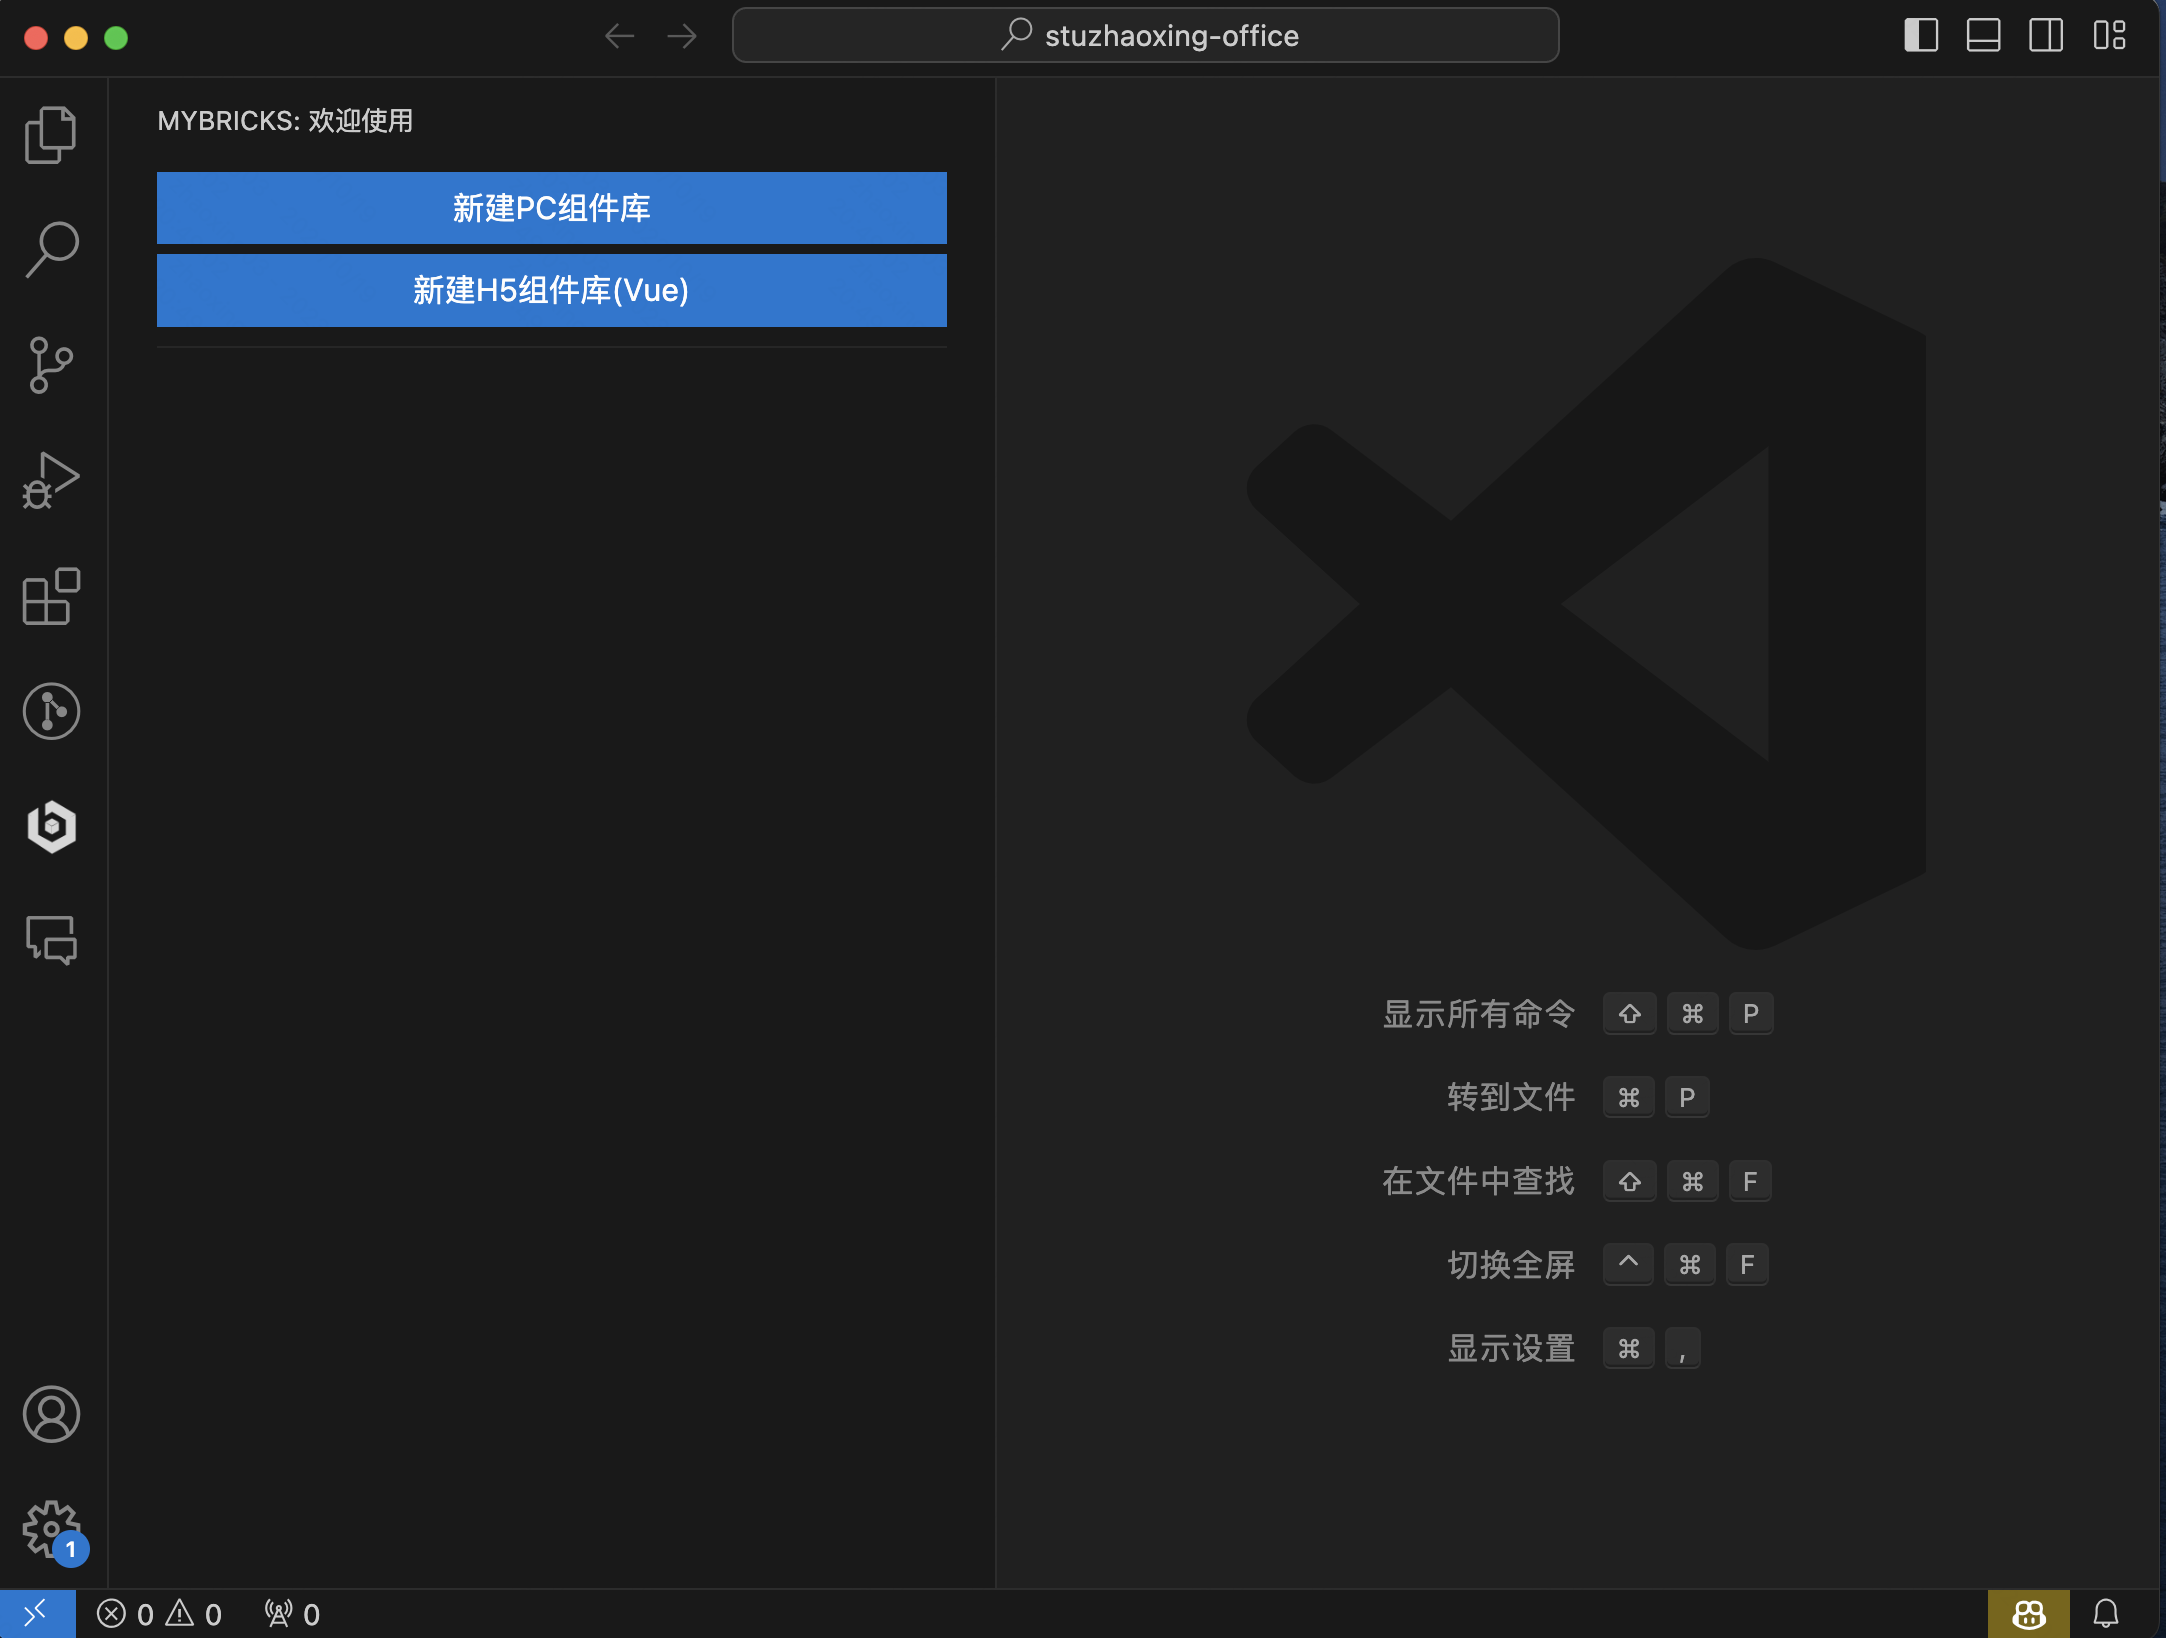 stuzhaoxing-office
MYBRICKS: 欢迎使用
新建PC组件库
新建H5组件库(Vue)
显示所有命令 ⇧ ⌘ P
转到文件 ⌘ P
在文件中查找 ⇧ ⌘ F
切换全屏 ^ ⌘ F
显示设置 ⌘ ,
1
0 0 0